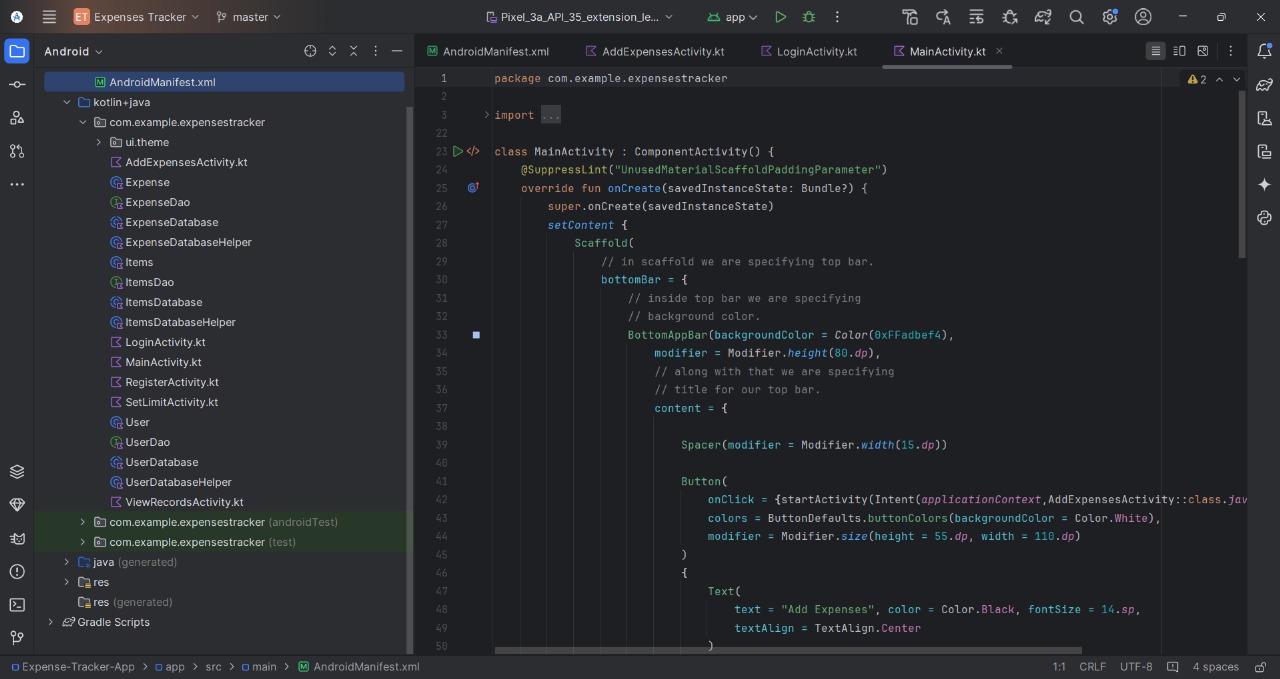 ET Expenses Tracker master Pixel_3a_API_35_extension_le... app
Android
AndroidManifest.xml AddExpensesActivity.kt LoginActivity.kt MainActivity.kt
AndroidManifest.xml
kotlin+java
com.example.expensestracker
ui.theme
AddExpensesActivity.kt
Expense
ExpenseDao
ExpenseDatabase
ExpenseDatabaseHelper
Items
ItemsDao
ItemsDatabase
ItemsDatabaseHelper
LoginActivity.kt
MainActivity.kt
RegisterActivity.kt
SetLimitActivity.kt
User
UserDao
UserDatabase
UserDatabaseHelper
ViewRecordsActivity.kt
com.example.expensestracker (androidTest)
com.example.expensestracker (test)
java (generated)
res
res (generated)
Gradle Scripts
1 package com.example.expensestracker
2
2
3 import ...
22
23 class MainActivity : ComponentActivity() {
24 @SuppressLint("UnusedMaterialScaffoldPaddingParameter")
25 override fun onCreate(savedInstanceState: Bundle?) {
26 super.onCreate(savedInstanceState)
27 setContent {
28 Scaffold(
29 // in scaffold we are specifying top bar.
30 bottomBar = {
31 // inside top bar we are specifying
32 // background color.
33 BottomAppBar(backgroundColor = Color(0xFFadbef4),
34 modifier = Modifier.height(80.dp),
35 // along with that we are specifying
36 // title for our top bar.
37 content = {
38
39 Spacer(modifier = Modifier.width(15.dp))
40
41 Button(
42 onClick = {startActivity(Intent(applicationContext,AddExpensesActivity::class.jav
43 colors = ButtonDefaults.buttonColors(backgroundColor = Color.White),
44 modifier = Modifier.size(height = 55.dp, width = 110.dp)
45 )
46 {
47 Text(
48 text = "Add Expenses", color = Color.Black, fontSize = 14.sp,
49 textAlign = TextAlign.Center
50 )
Expense-Tracker-App > app > src > main > AndroidManifest.xml 1:1 CRLF UTF-8 4 spaces